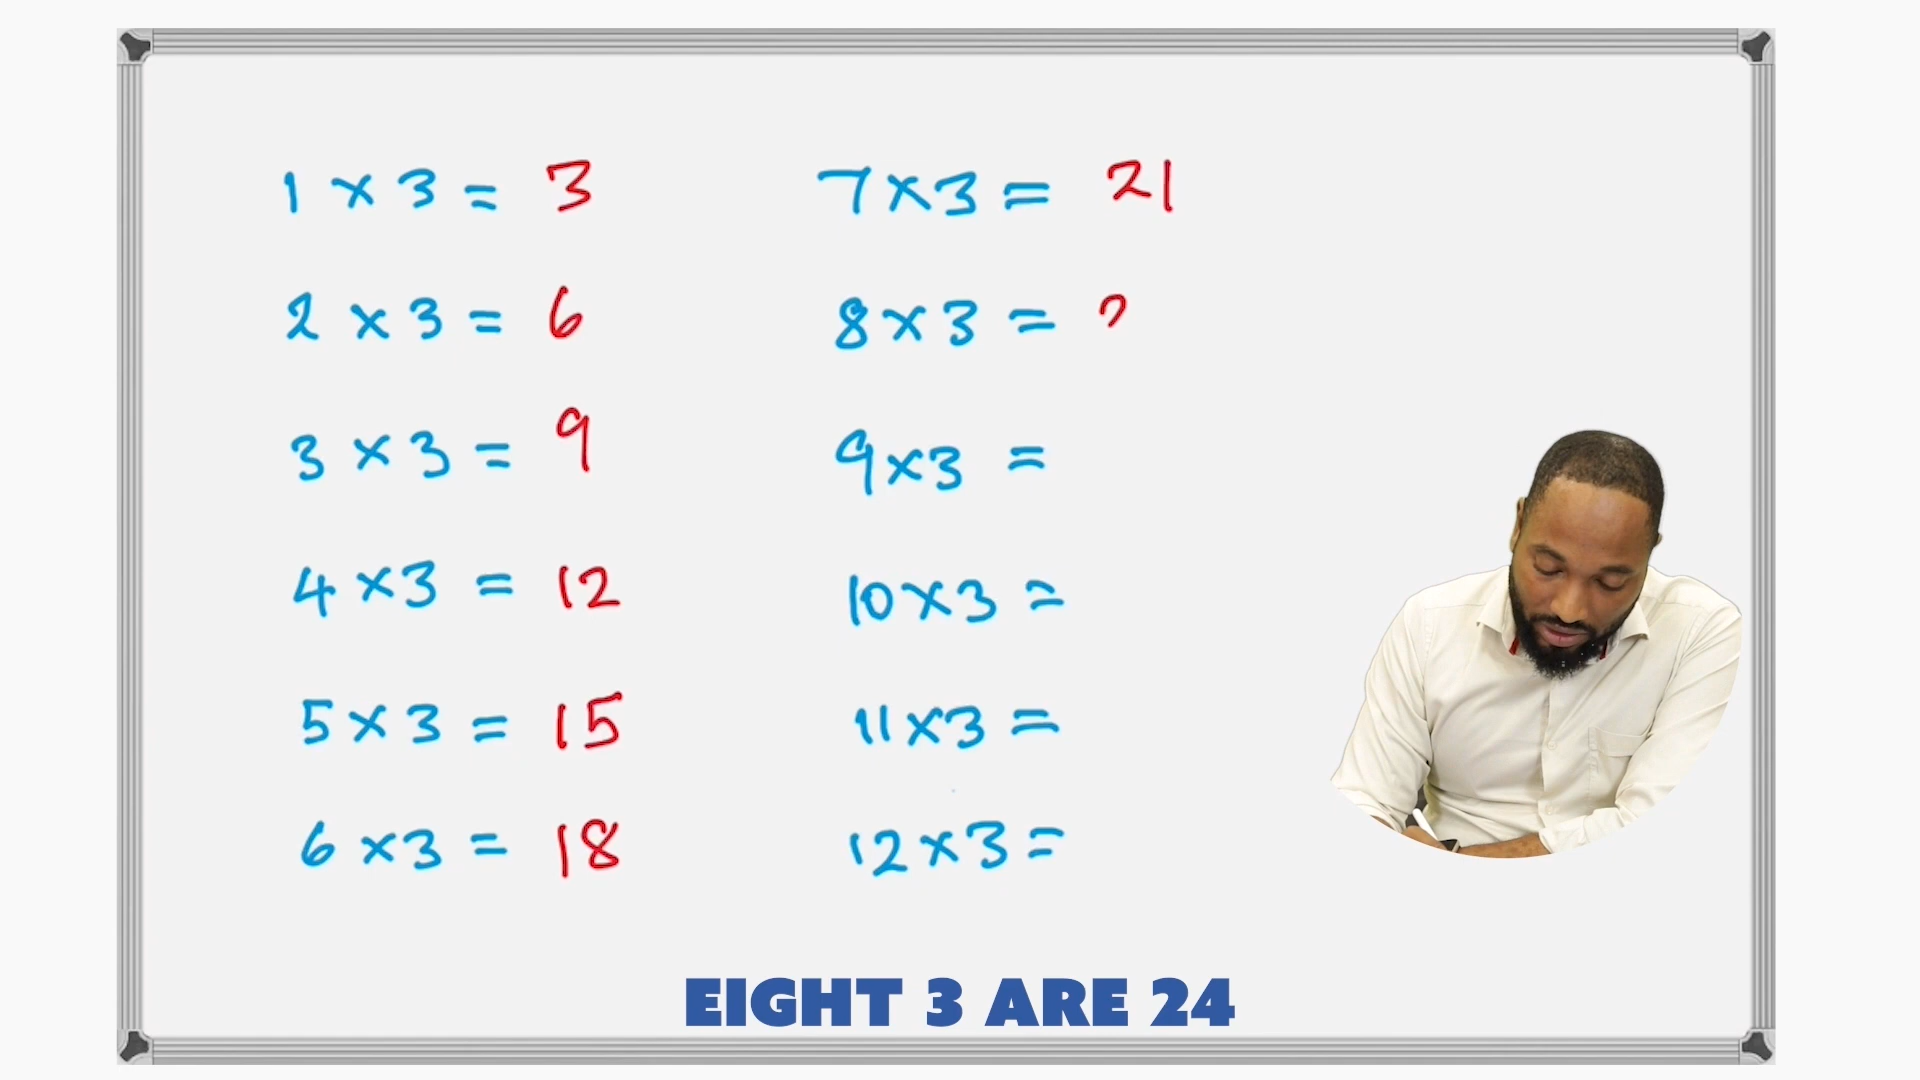 1 × 3 = 3
2 × 3 = 6
3 × 3 = 9
4 × 3 = 12
5 × 3 = 15
6 × 3 = 18
7 × 3 = 21
8 × 3 =
9 × 3 =
10 × 3 =
11 × 3 =
12 × 3 =
EIGHT 3 ARE 24